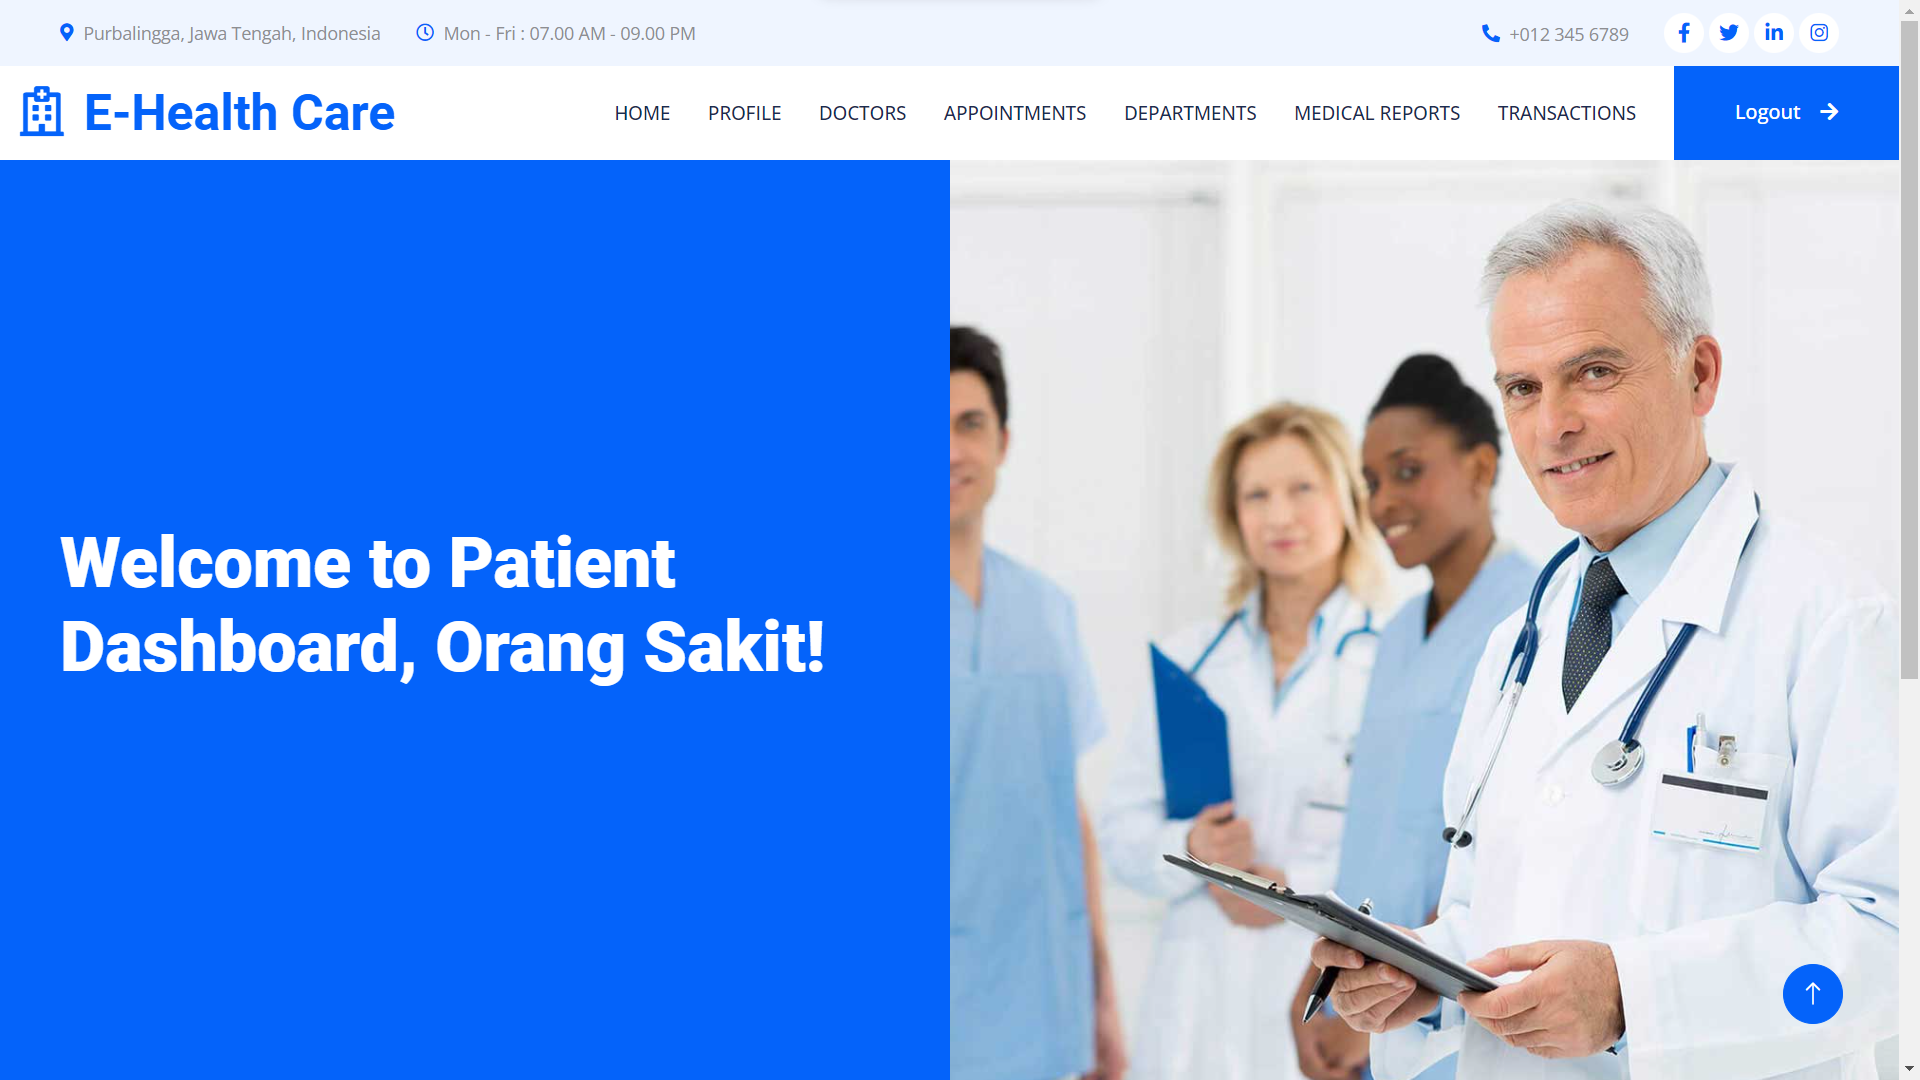 Purbalingga, Jawa Tengah, Indonesia
Mon - Fri : 07.00 AM - 09.00 PM
+012 345 6789
E-Health Care
HOME
PROFILE
DOCTORS
APPOINTMENTS
DEPARTMENTS
MEDICAL REPORTS
TRANSACTIONS
Logout
Welcome to Patient
Dashboard, Orang Sakit!